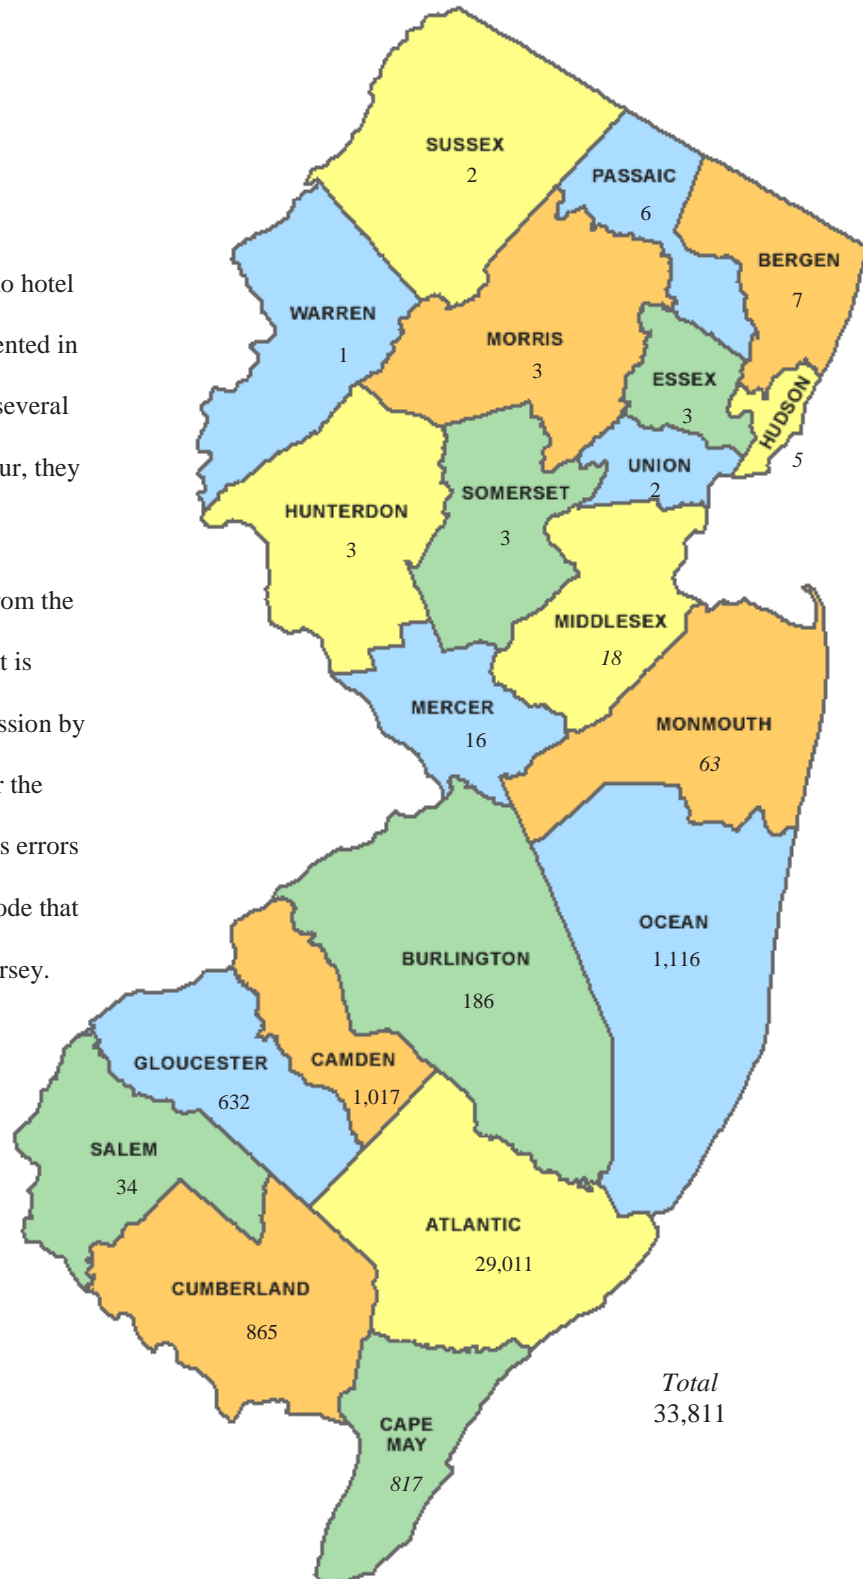 SUSSEX
2
PASSAIC
6
BERGEN
7
WARREN
1
MORRIS
3
ESSEX
3
HUDSON
5
UNION
2
SOMERSET
3
HUNTERDON
3
MIDDLESEX
18
MERCER
16
MONMOUTH
63
OCEAN
1,116
BURLINGTON
186
CAMDEN
1,017
GLOUCESTER
632
SALEM
34
ATLANTIC
29,011
CUMBERLAND
865
CAPE
MAY
817
Total
33,811
o hotel
ented in
several
ur, they
rom the
t is
ssion by
r the
s errors
ode that
rsey.